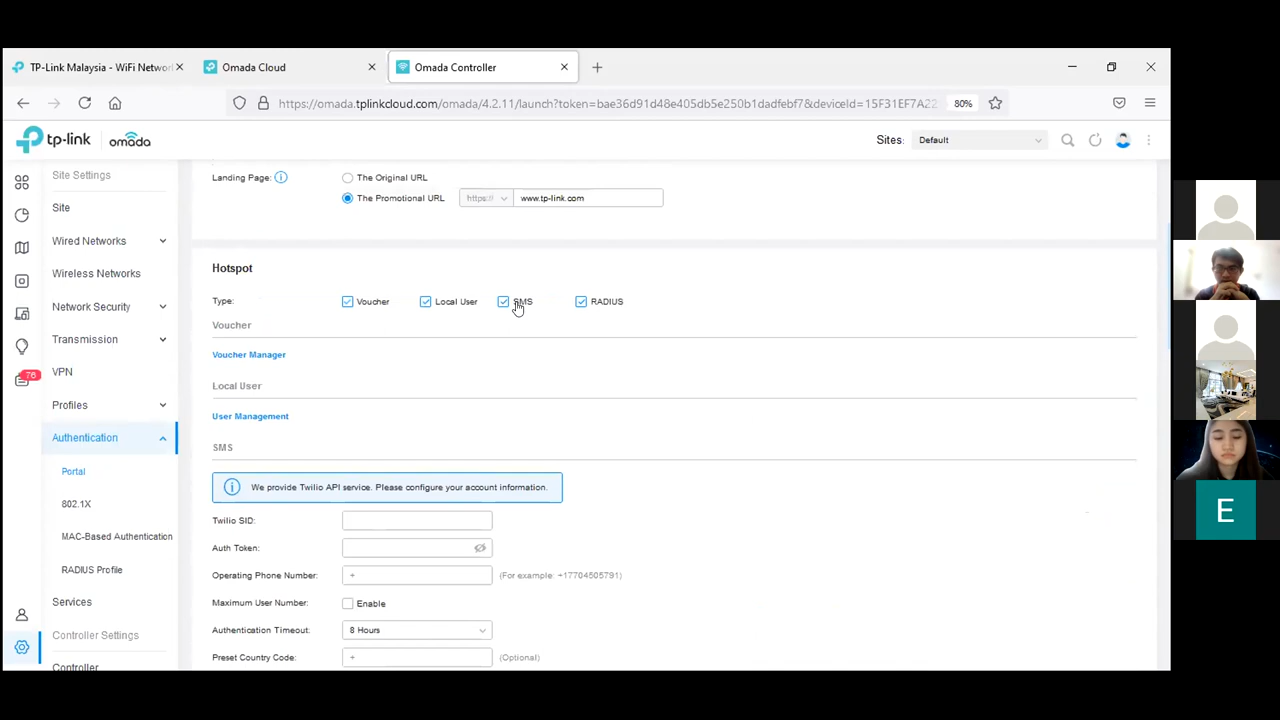 TP-Link Malaysia - WiFi Networ
Omada Cloud
Omada Controller
https://omada.tplinkcloud.com/omada/4.2.11/launch?token=bae36d91d48e405db5e250b1dadfebf7&deviceId=15F31EF7A22
80%
tp-link omada
Sites: Default
Site Settings
Site
Wired Networks
Wireless Networks
Network Security
Transmission
VPN
76
Profiles
Authentication
Portal
802.1X
MAC-Based Authentication
RADIUS Profile
Services
Controller Settings
Controller
Landing Page:
The Original URL
The Promotional URL https:// www.tp-link.com
Hotspot
Type: Voucher Local User SMS RADIUS
Voucher
Voucher Manager
Local User
User Management
SMS
We provide Twilio API service. Please configure your account information.
Twilio SID:
Auth Token:
Operating Phone Number: + (For example: +17704505791)
Maximum User Number: Enable
Authentication Timeout: 8 Hours
Preset Country Code: + (Optional)
E